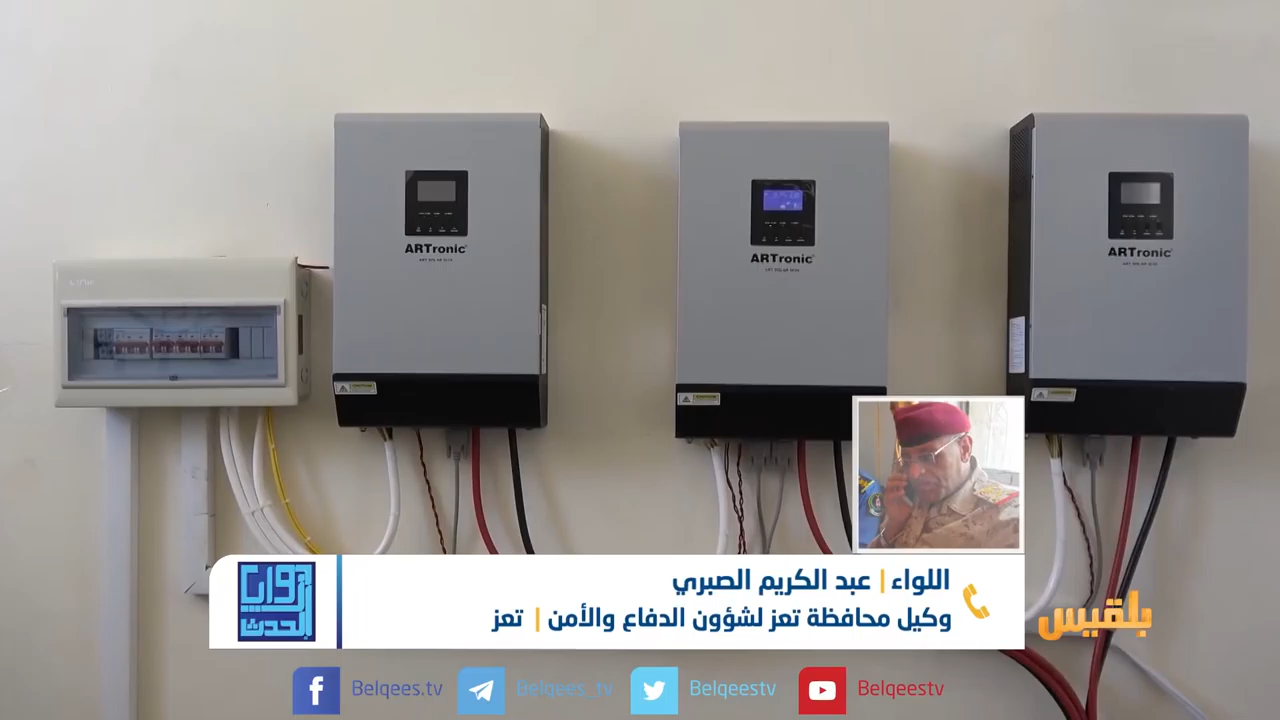 ARTronic
ARTronic
ARTronic
اللواء | عبد الكريم الصبري
وكيل محافظة تعز لشؤون الدفاع والأمن | تعز
زوايا الحدث
بلقيس
Belqees.tv
Belqees_tv
Belqeestv
Belqeestv